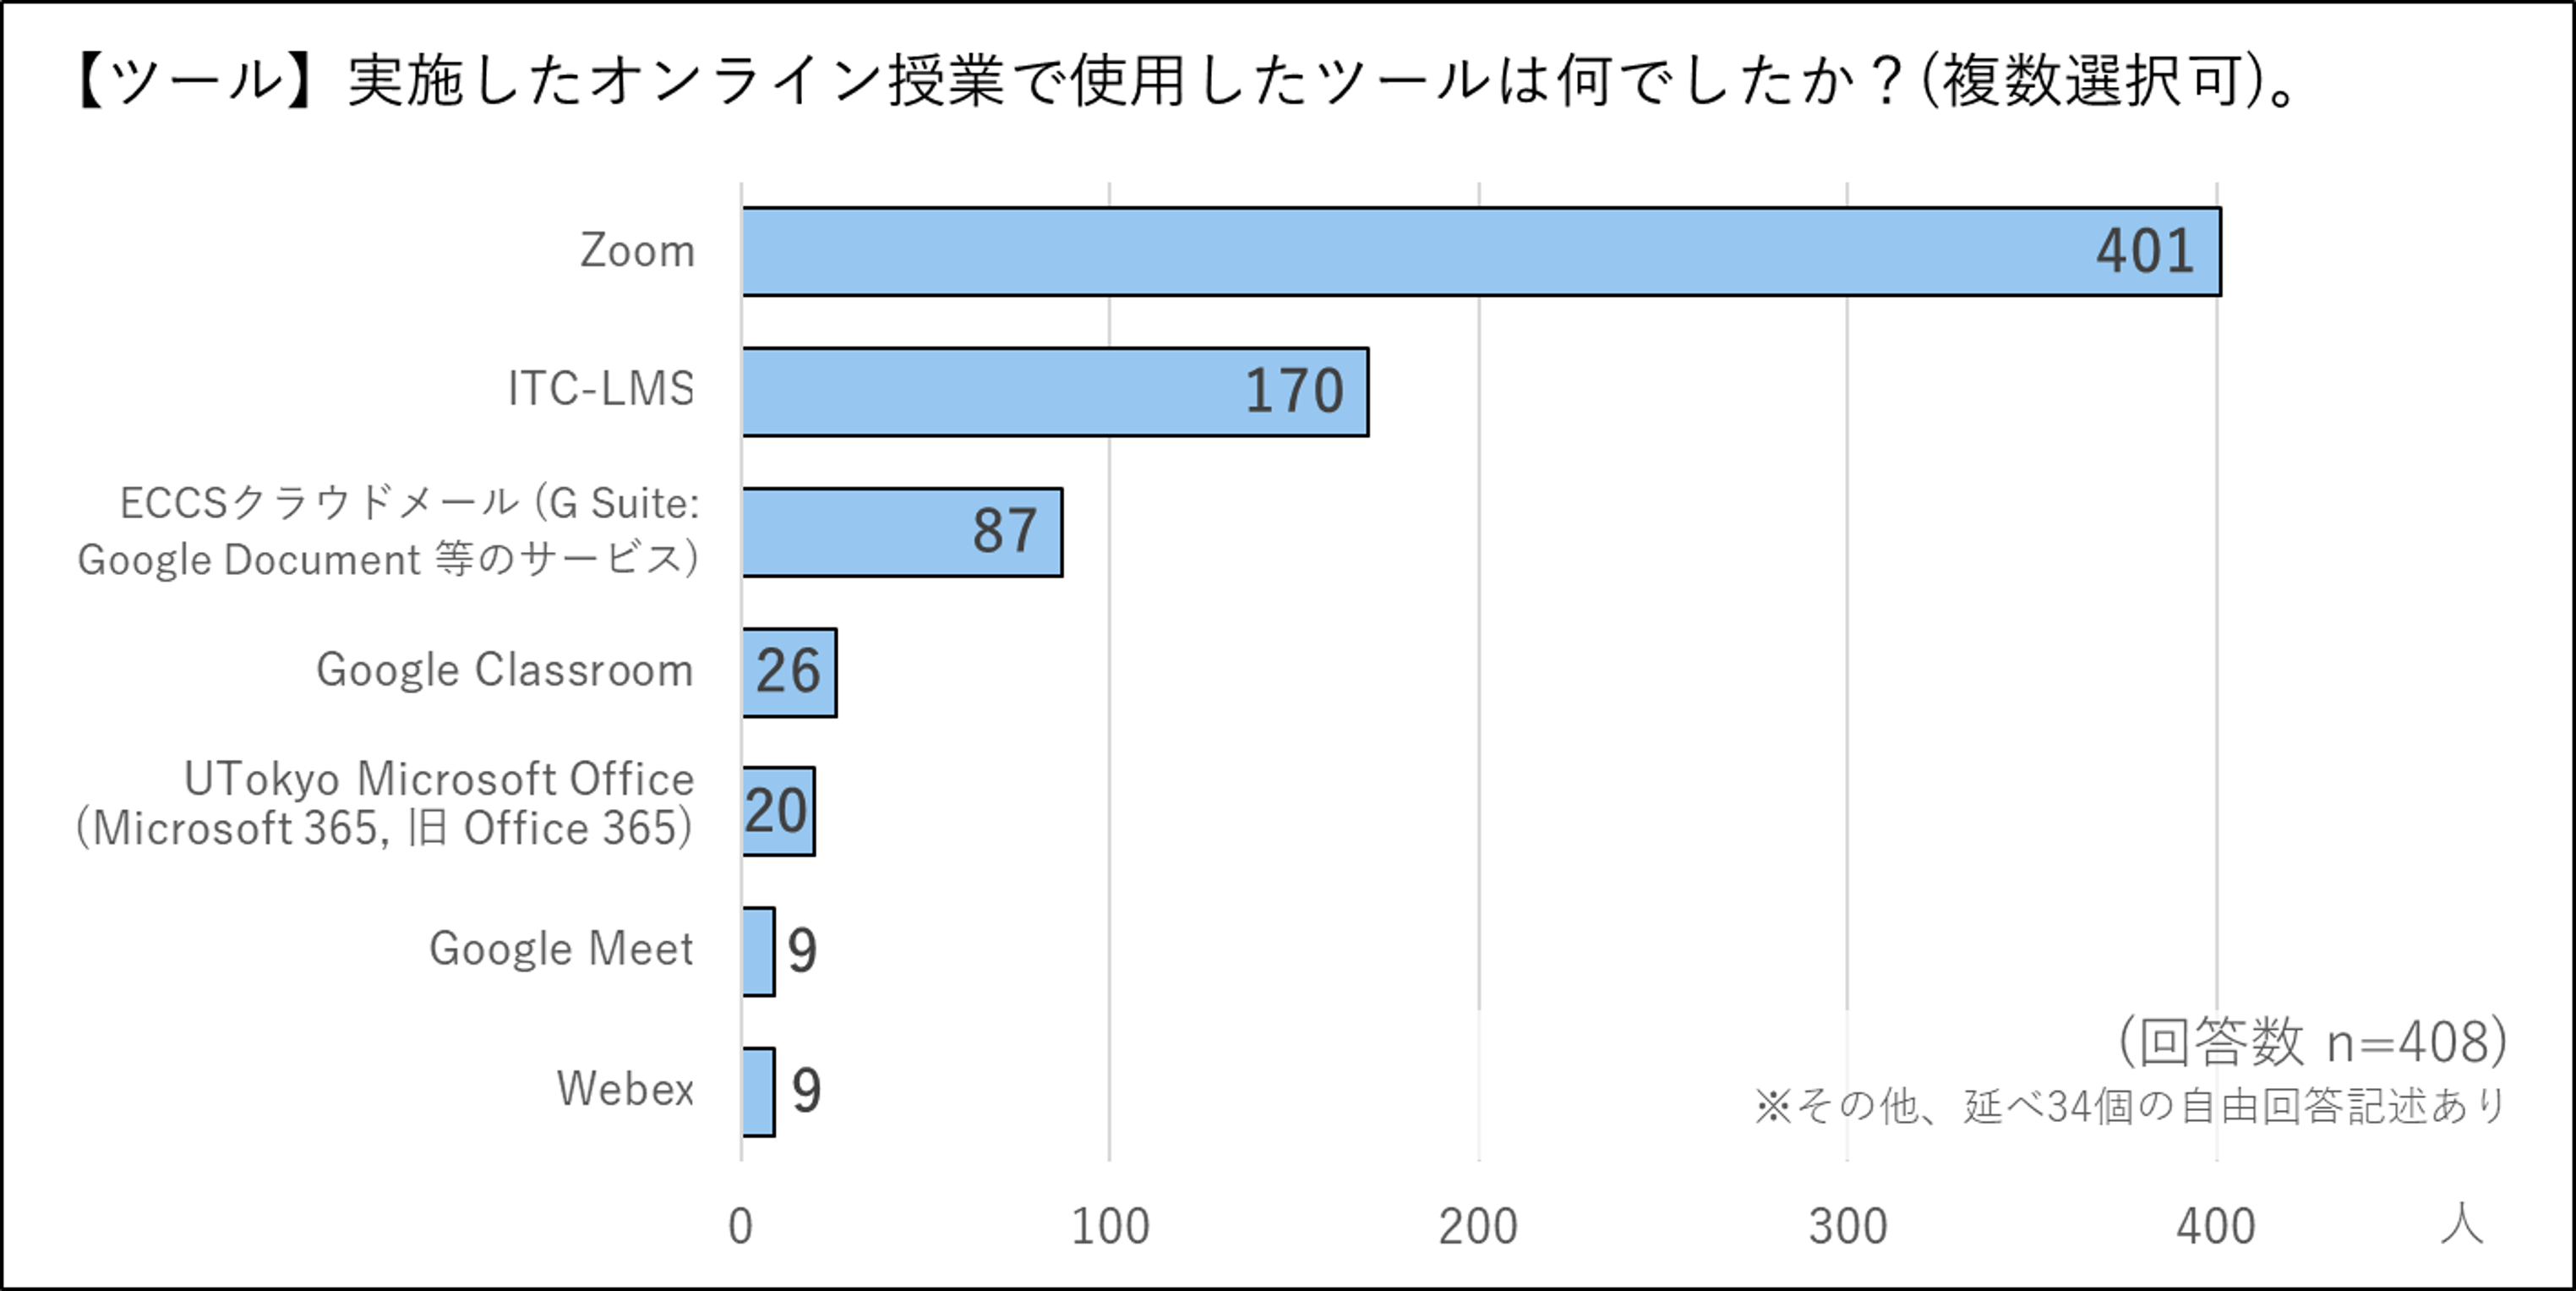 【ツール】実施したオンライン授業で使用したツールは何でしたか？(複数選択可)。
Zoom
401
ITC-LMS
170
ECCSクラウドメール (G Suite:
Google Document 等のサービス)
87
Google Classroom
26
UTokyo Microsoft Office
(Microsoft 365, 旧 Office 365)
20
Google Meet
9
Webex
9
(回答数 n=408)
※その他、延べ34個の自由回答記述あり
0 100 200 300 400 人